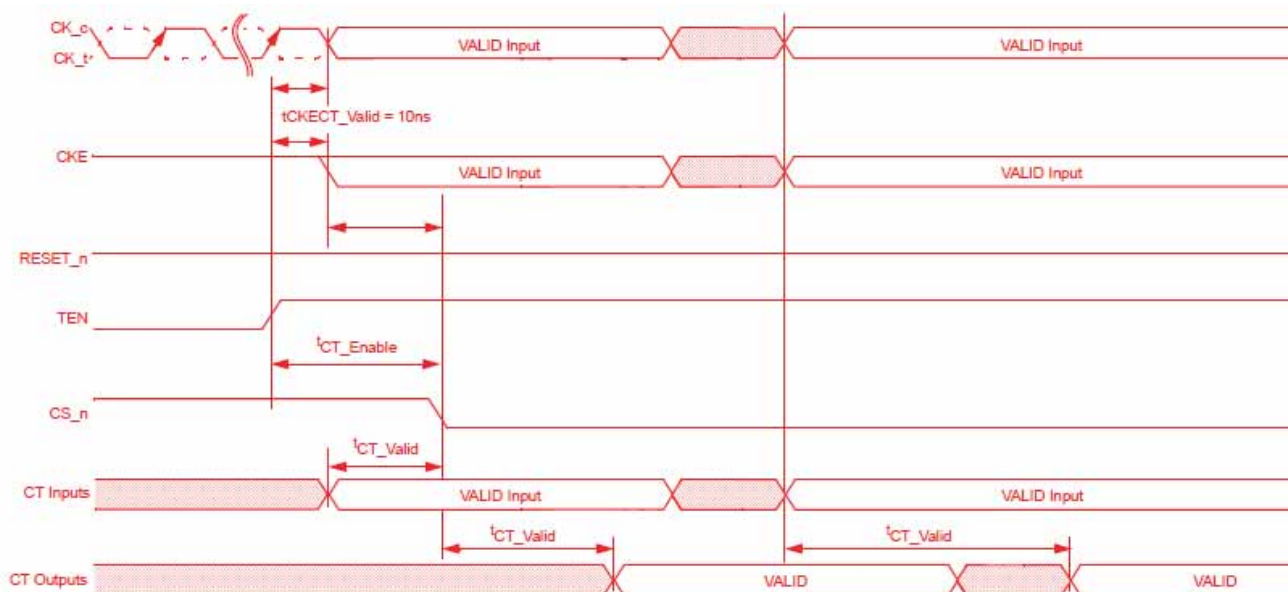 CK_c
CK_t
VALID Input
VALID Input
tCKECT_Valid = 10ns
CKE
VALID Input
VALID Input
RESET_n
TEN
tCT_Enable
CS_n
tCT_Valid
CT Inputs
VALID Input
VALID Input
tCT_Valid
tCT_Valid
CT Outputs
VALID
VALID